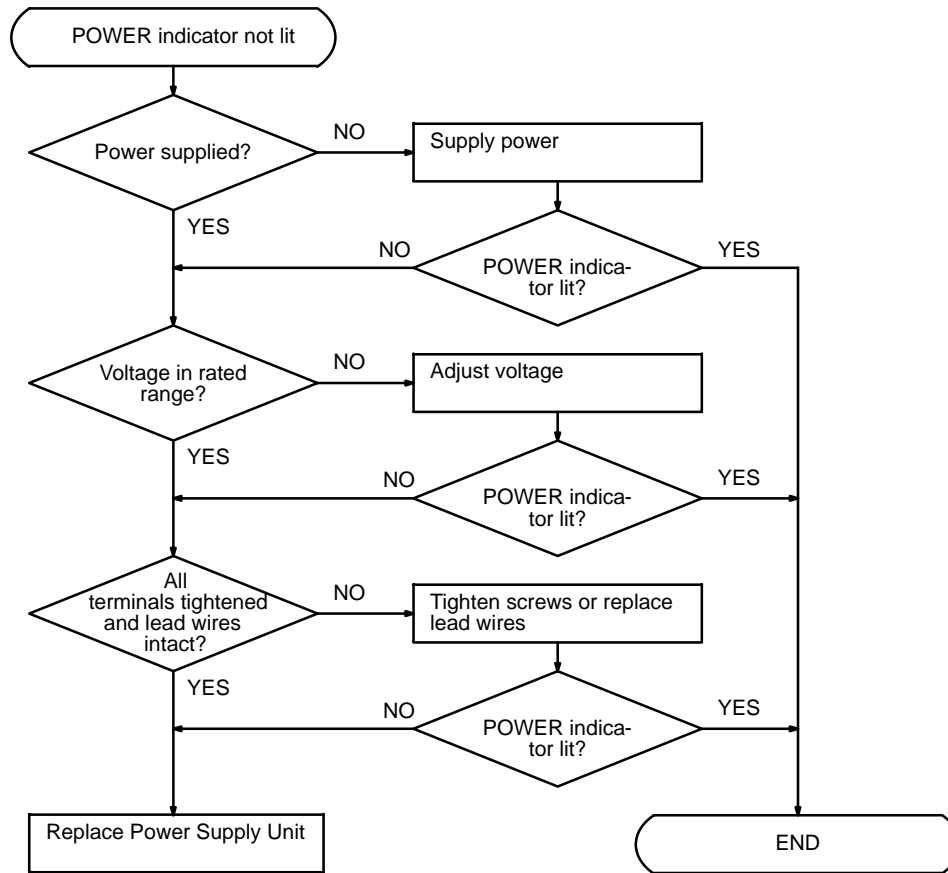 POWER indicator not lit
NO
Power supplied?
Supply power
YES
NO
YES
POWER indica-
tor lit?
NO
Voltage in rated
range?
Adjust voltage
YES
NO
YES
POWER indica-
tor lit?
All
terminals tightened
and lead wires
intact?
NO
Tighten screws or replace
lead wires
YES
NO
YES
POWER indica-
tor lit?
Replace Power Supply Unit
END